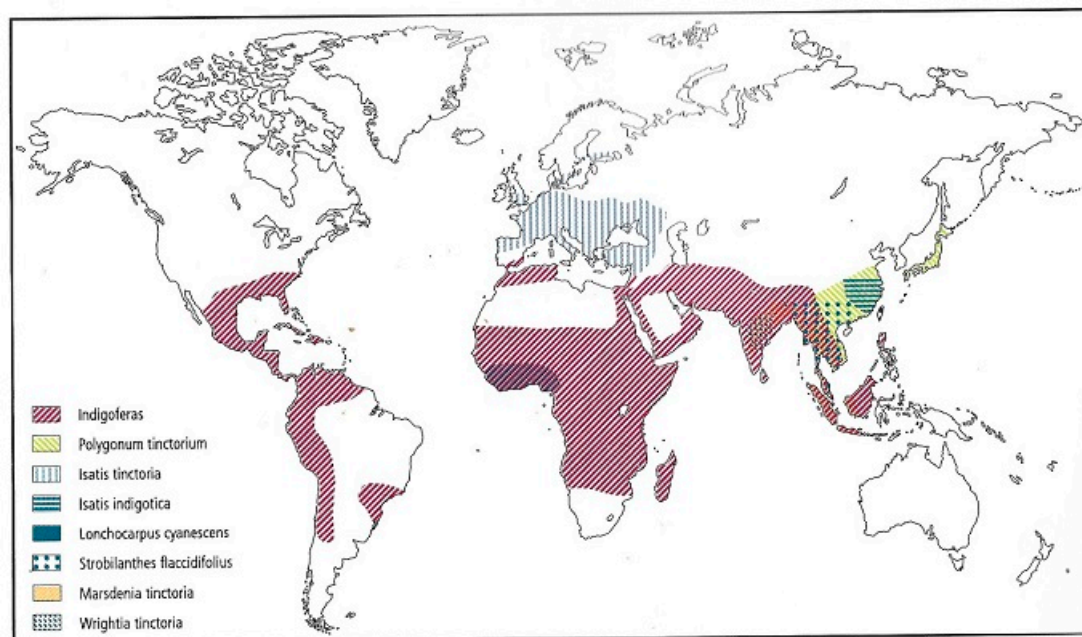 Indigoferas
Polygonum tinctorium
Isatis tinctoria
Isatis indigotica
Lonchocarpus cyanescens
Strobilanthes flaccidifolius
Marsdenia tinctoria
Wrightia tinctoria